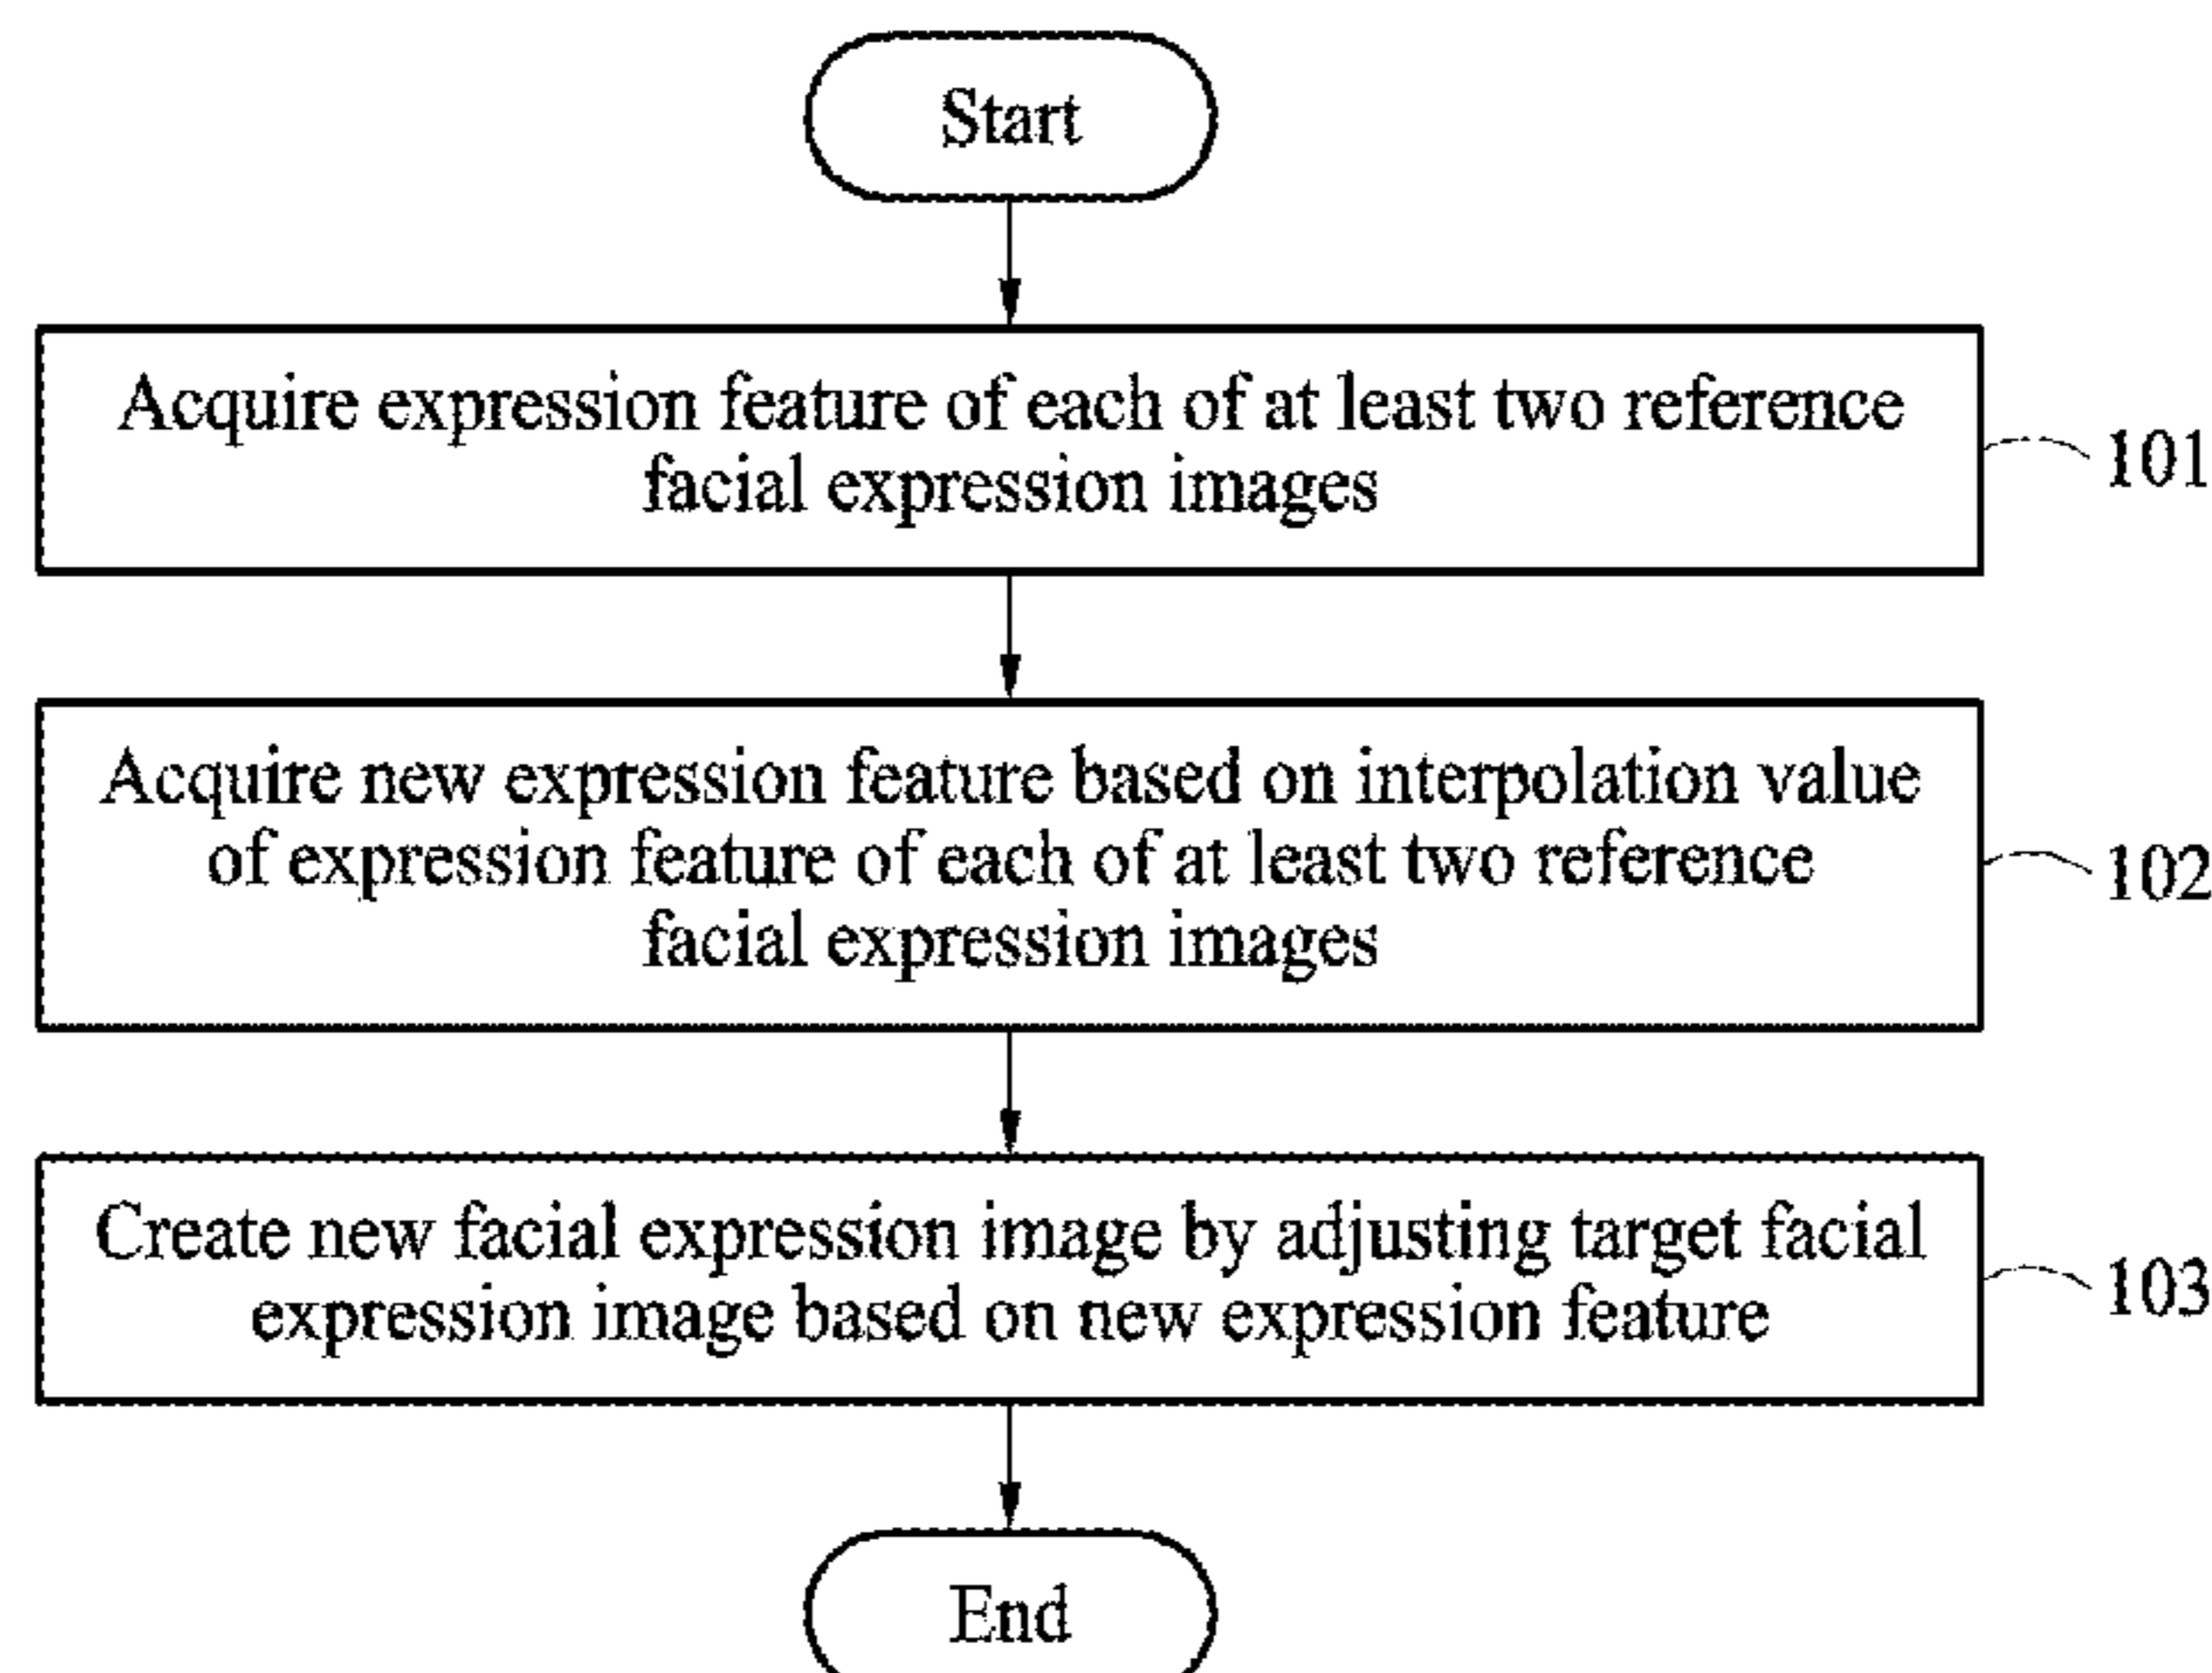 Start
Acquire expression feature of each of at least two reference
facial expression images
101
Acquire new expression feature based on interpolation value
of expression feature of each of at least two reference
facial expression images
102
Create new facial expression image by adjusting target facial
expression image based on new expression feature
103
End